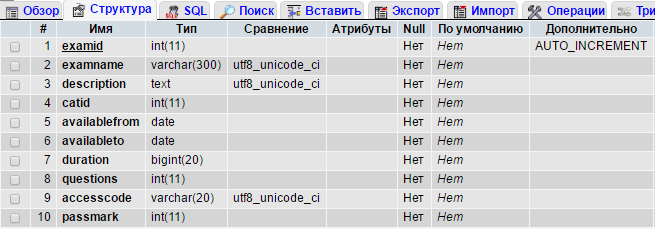 Обзор Структура SQL Поиск Вставить Экспорт Импорт Операции Три
# Имя Тип Сравнение Атрибуты Null По умолчанию Дополнительно
1 examid int(11) Нет Нет AUTO_INCREMENT
2 examname varchar(300) utf8_unicode_ci Нет Нет
3 description text utf8_unicode_ci Нет Нет
4 catid int(11) Нет Нет
5 availablefrom date Нет Нет
6 availableto date Нет Нет
7 duration bigint(20) Нет Нет
8 questions int(11) Нет Нет
9 accesscode varchar(20) utf8_unicode_ci Нет Нет
10 passmark int(11) Нет Нет